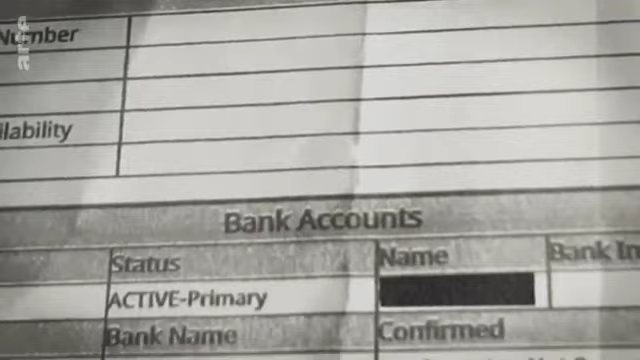 Number
arte
ilability
Bank Accounts
Status Name Bank In
ACTIVE-Primary
Bank Name Confirmed